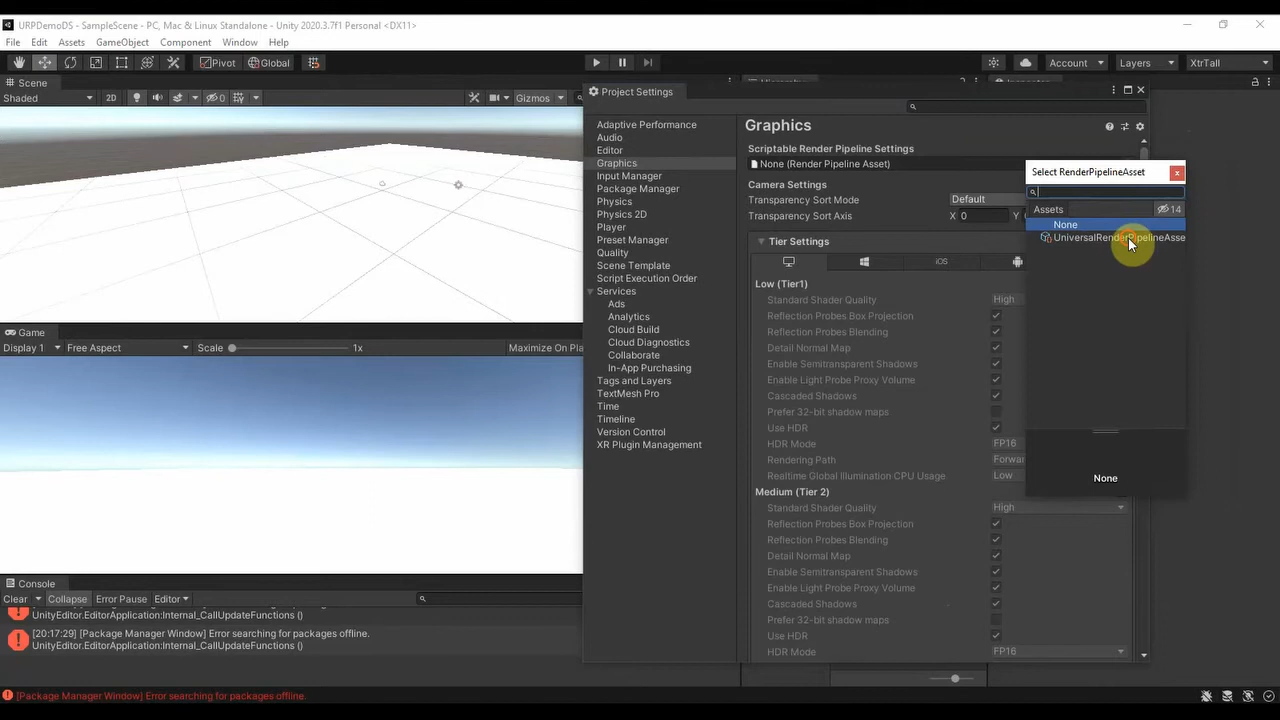 URPDemoDS - SampleScene - PC, Mac & Linux Standalone - Unity 2020.3.7f1 Personal <DX11>
File Edit Assets GameObject Component Window Help
Pivot Global Account Layers XtrTall
Scene
Shaded 2D 0 Gizmos
Game
Display 1 Free Aspect Scale 1x Maximize On Pla
Console
Clear Collapse Error Pause Editor
UnityEditor.EditorApplication:Internal_CallUpdateFunctions ()
[20:17:29] [Package Manager Window] Error searching for packages offline.
UnityEditor.EditorApplication:Internal_CallUpdateFunctions ()
[Package Manager Window] Error searching for packages offline.
Project Settings
Adaptive Performance
Audio
Editor
Graphics
Input Manager
Package Manager
Physics
Physics 2D
Player
Preset Manager
Quality
Scene Template
Script Execution Order
Services
Ads
Analytics
Cloud Build
Cloud Diagnostics
Collaborate
In-App Purchasing
Tags and Layers
TextMesh Pro
Time
Timeline
Version Control
XR Plugin Management
Graphics
Scriptable Render Pipeline Settings
None (Render Pipeline Asset)
Camera Settings
Transparency Sort Mode Default
Transparency Sort Axis X 0 Y
Tier Settings
iOS
Low (Tier1)
Standard Shader Quality High
Reflection Probes Box Projection
Reflection Probes Blending
Detail Normal Map
Enable Semitransparent Shadows
Enable Light Probe Proxy Volume
Cascaded Shadows
Prefer 32-bit shadow maps
Use HDR
HDR Mode FP16
Rendering Path Forwar
Realtime Global Illumination CPU Usage Low
Medium (Tier 2)
Standard Shader Quality High
Reflection Probes Box Projection
Reflection Probes Blending
Detail Normal Map
Enable Semitransparent Shadows
Enable Light Probe Proxy Volume
Cascaded Shadows
Prefer 32-bit shadow maps
Use HDR
HDR Mode FP16
Select RenderPipelineAsset
Assets 14
None
UniversalRenderPipelineAsse
None